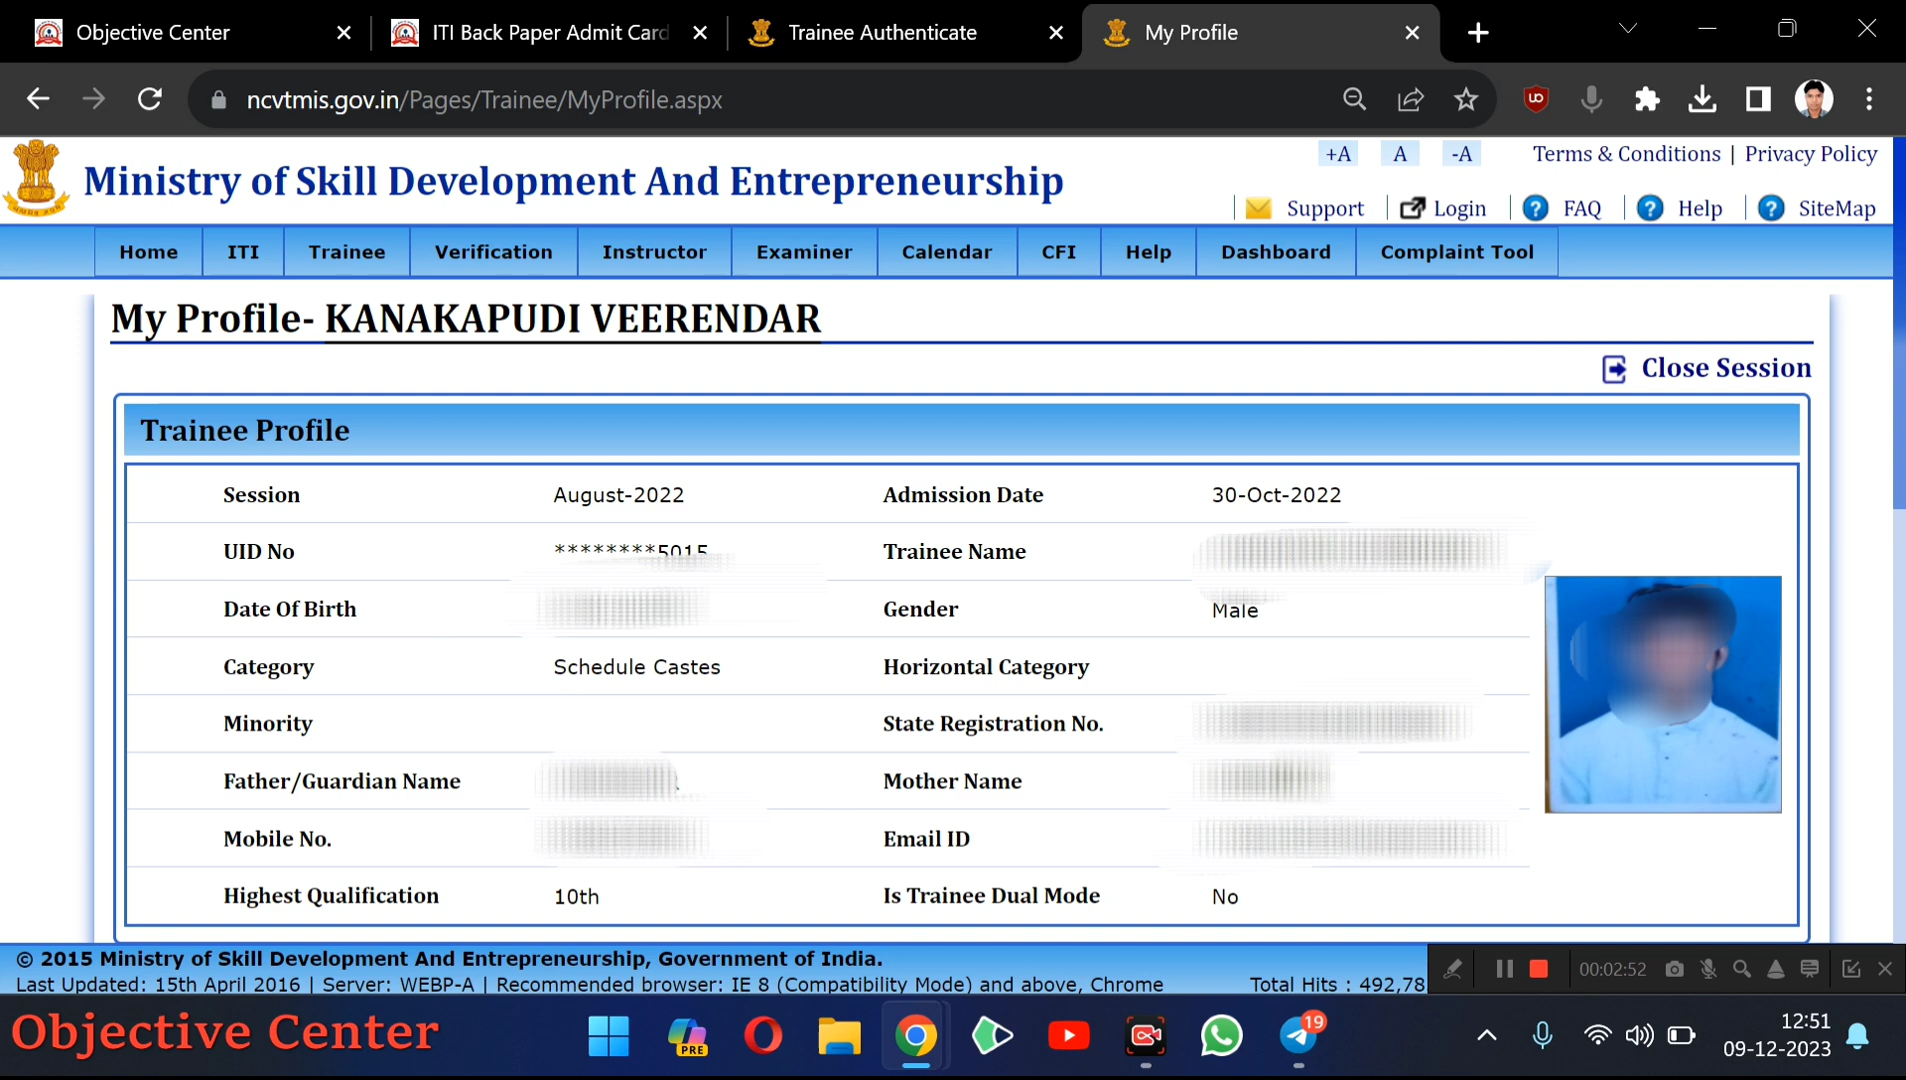 Objective Center
ITI Back Paper Admit Card
Trainee Authenticate
My Profile
ncvtmis.gov.in/Pages/Trainee/MyProfile.aspx
+A A -A Terms & Conditions | Privacy Policy
Ministry of Skill Development And Entrepreneurship
Support Login FAQ Help SiteMap
Home ITI Trainee Verification Instructor Examiner Calendar CFI Help Dashboard Complaint Tool
My Profile- KANAKAPUDI VEERENDAR
Close Session
Trainee Profile
Session August-2022 Admission Date 30-Oct-2022
UID No ********5015 Trainee Name
Date Of Birth Gender Male
Category Schedule Castes Horizontal Category
Minority State Registration No.
Father/Guardian Name Mother Name
Mobile No. Email ID
Highest Qualification 10th Is Trainee Dual Mode No
© 2015 Ministry of Skill Development And Entrepreneurship, Government of India.
Last Updated: 15th April 2016 | Server: WEBP-A | Recommended browser: IE 8 (Compatibility Mode) and above, Chrome Total Hits : 492,78
00:02:52
Objective Center
PRE
19
12:51
09-12-2023